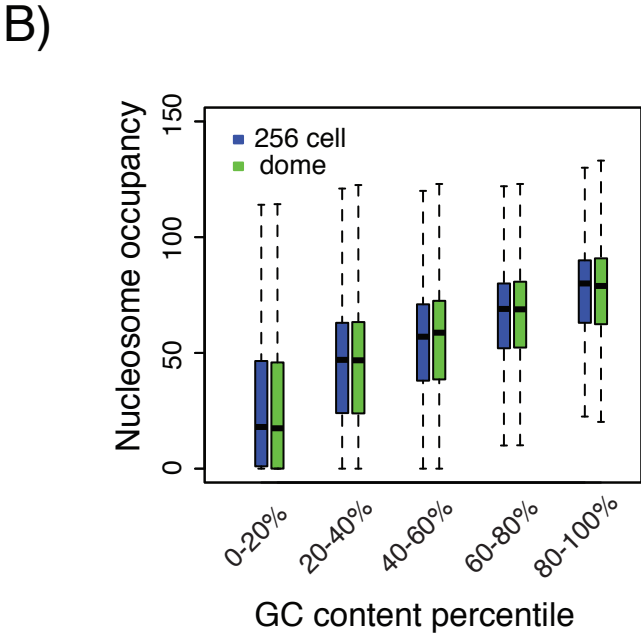 B)
Nucleosome occupancy
150
100
50
0
256 cell
dome
0-20%
20-40%
40-60%
60-80%
80-100%
GC content percentile